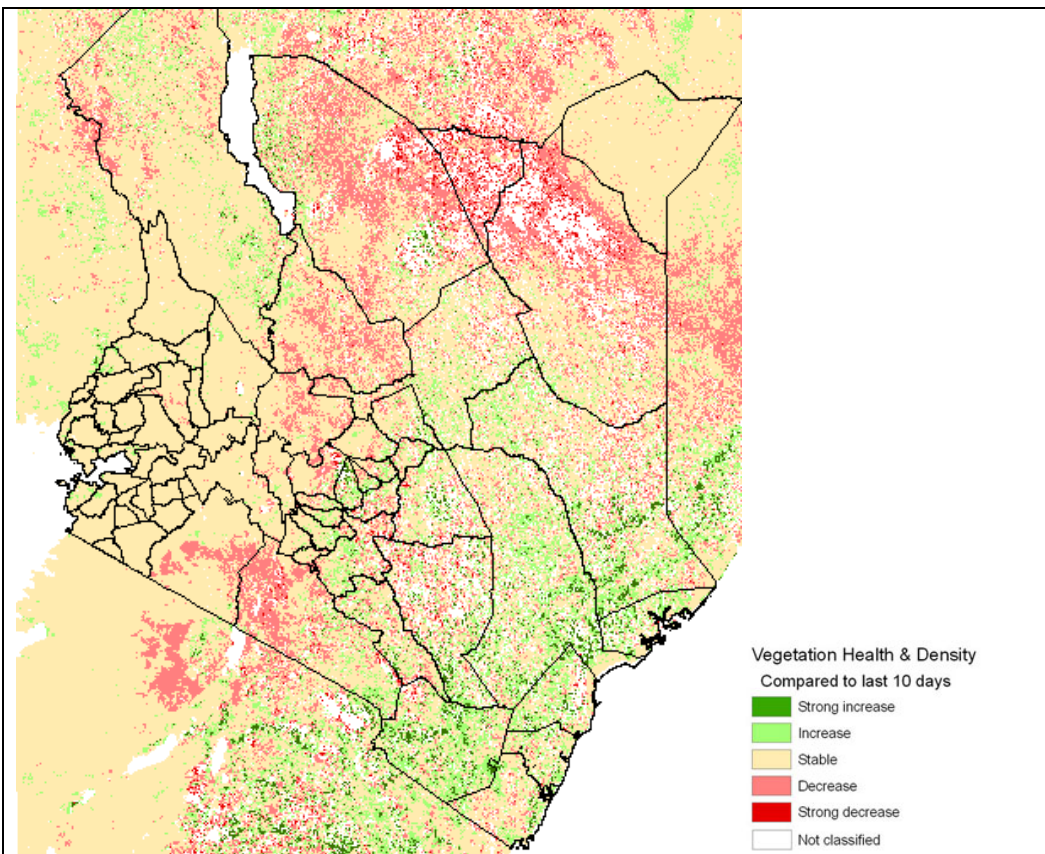 Vegetation Health & Density
Compared to last 10 days
Strong increase
Increase
Stable
Decrease
Strong decrease
Not classified